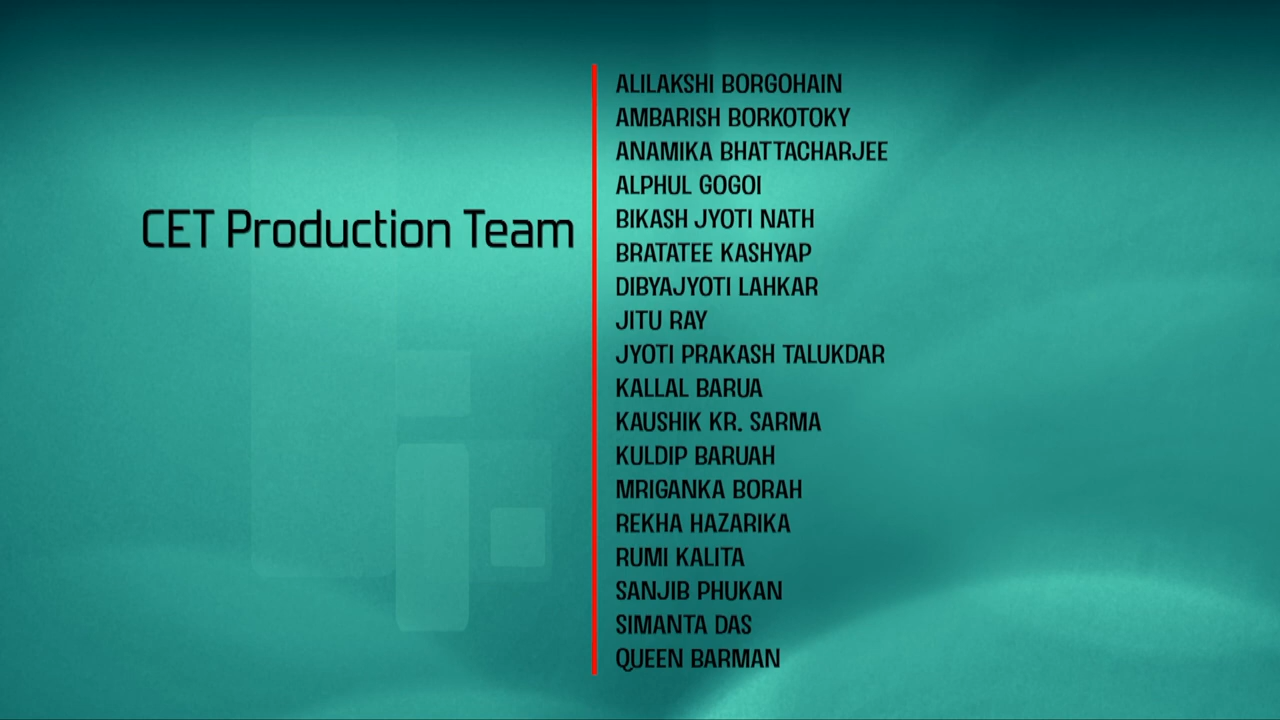 CET Production Team
ALILAKSHI BORGOHAIN
AMBARISH BORKOTOKY
ANAMIKA BHATTACHARJEE
ALPHUL GOGOI
BIKASH JYOTI NATH
BRATATEE KASHYAP
DIBYAJYOTI LAHKAR
JITU RAY
JYOTI PRAKASH TALUKDAR
KALLAL BARUA
KAUSHIK KR. SARMA
KULDIP BARUAH
MRIGANKA BORAH
REKHA HAZARIKA
RUMI KALITA
SANJIB PHUKAN
SIMANTA DAS
QUEEN BARMAN